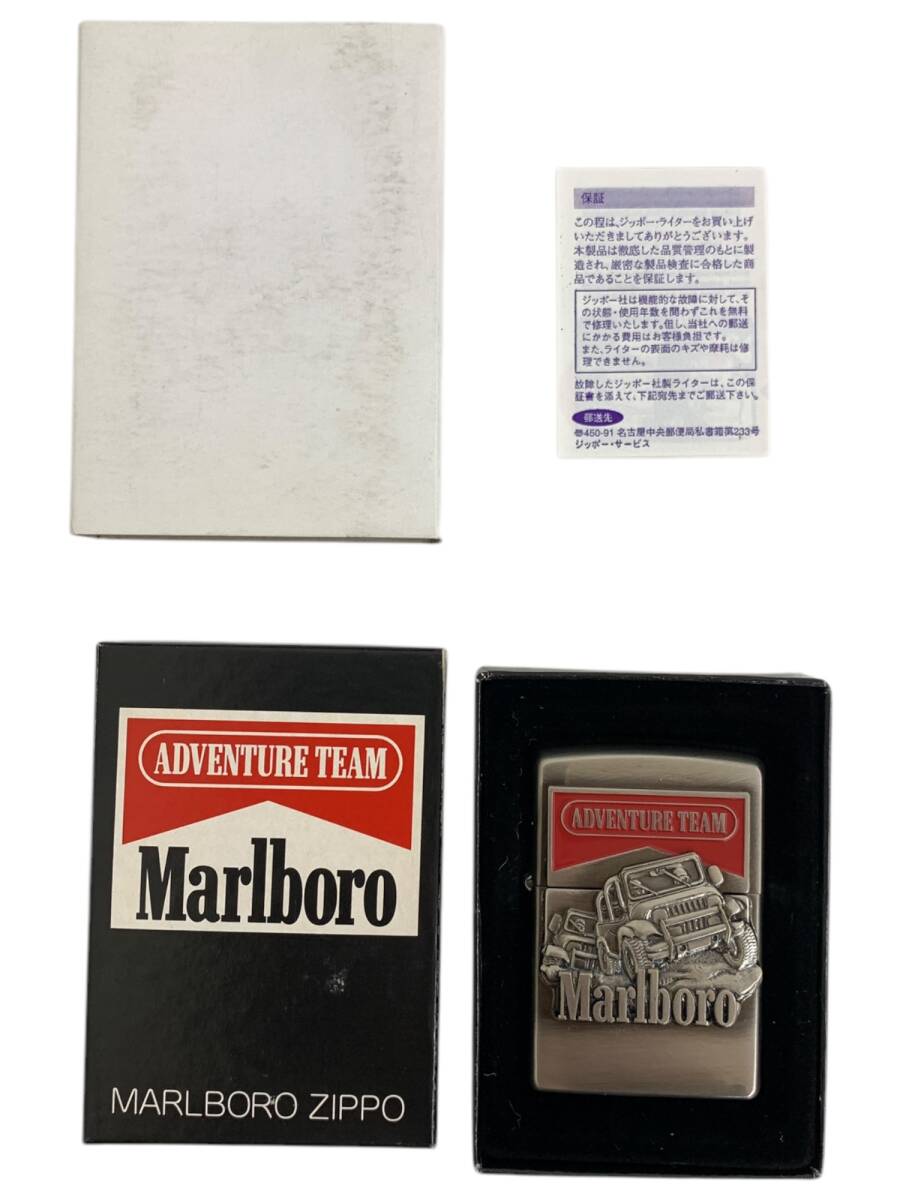 保証
この程は、ジッポー・ライターをお買い上げ
いただきましてありがとうございます。
本製品は徹底した品質管理のもとに製
造され、厳密な製品検査に合格した商
品であることを保証します。
ジッポー社は機能的な故障に対して、そ
の状態・使用年数を問わずこれを無料
で修理いたします。但し、当社への郵送
にかかる費用はお客様負担です。
また、ライターの表面のキズや摩耗は修
理できません。
故障したジッポー社製ライターは、この保
証書を添えて、下記宛先までご郵送下さい。
郵送先
〠450-91 名古屋中央郵便局私書箱第233号
ジッポー・サービス
ADVENTURE TEAM
Marlboro
MARLBORO ZIPPO
ADVENTURE TEAM
Marlboro